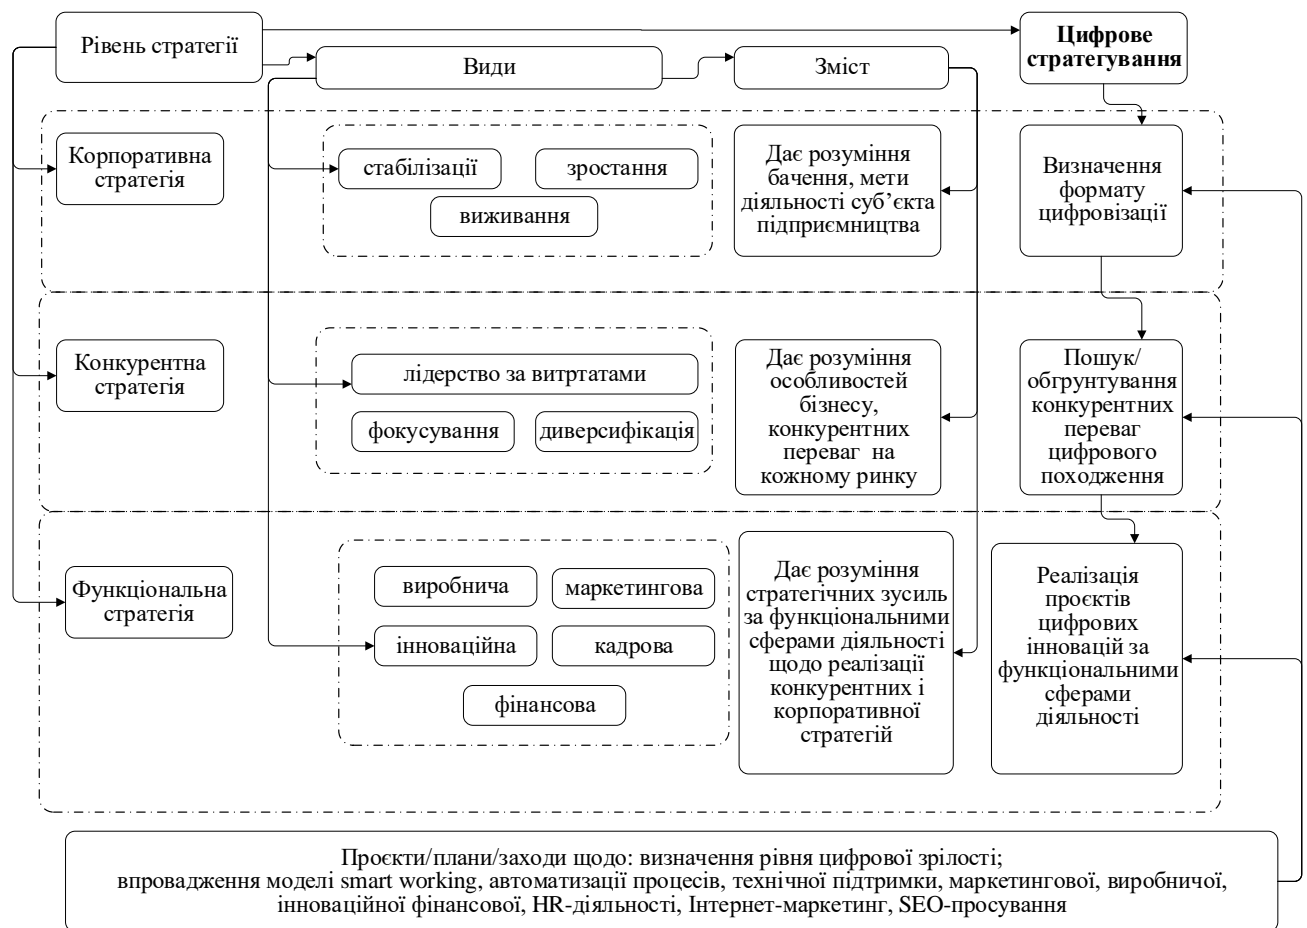 Рівень стратегії
Види
Зміст
Цифрове
стратегування
Корпоративна
стратегія
стабілізації
зростання
виживання
Дає розуміння
бачення, мети
діяльності суб’єкта
підприємництва
Визначення
формату
цифровізації
Конкурентна
стратегія
лідерство за витртатами
фокусування
диверсифікація
Дає розуміння
особливостей
бізнесу,
конкурентних
переваг на
кожному ринку
Пошук/
обгрунтування
конкурентних
переваг
цифрового
походження
Функціональна
стратегія
виробнича
маркетингова
інноваційна
кадрова
фінансова
Дає розуміння
стратегічних зусиль
за функціональними
сферами діяльності
щодо реалізації
конкурентних і
корпоративної
стратегій
Реалізація
проєктів
цифрових
інновацій за
функціональними
сферами
діяльності
Проєкти/плани/заходи щодо: визначення рівня цифрової зрілості;
впровадження моделі smart working, автоматизації процесів, технічної підтримки, маркетингової, виробничої,
інноваційної фінансової, HR-діяльності, Інтернет-маркетинг, SEO-просування